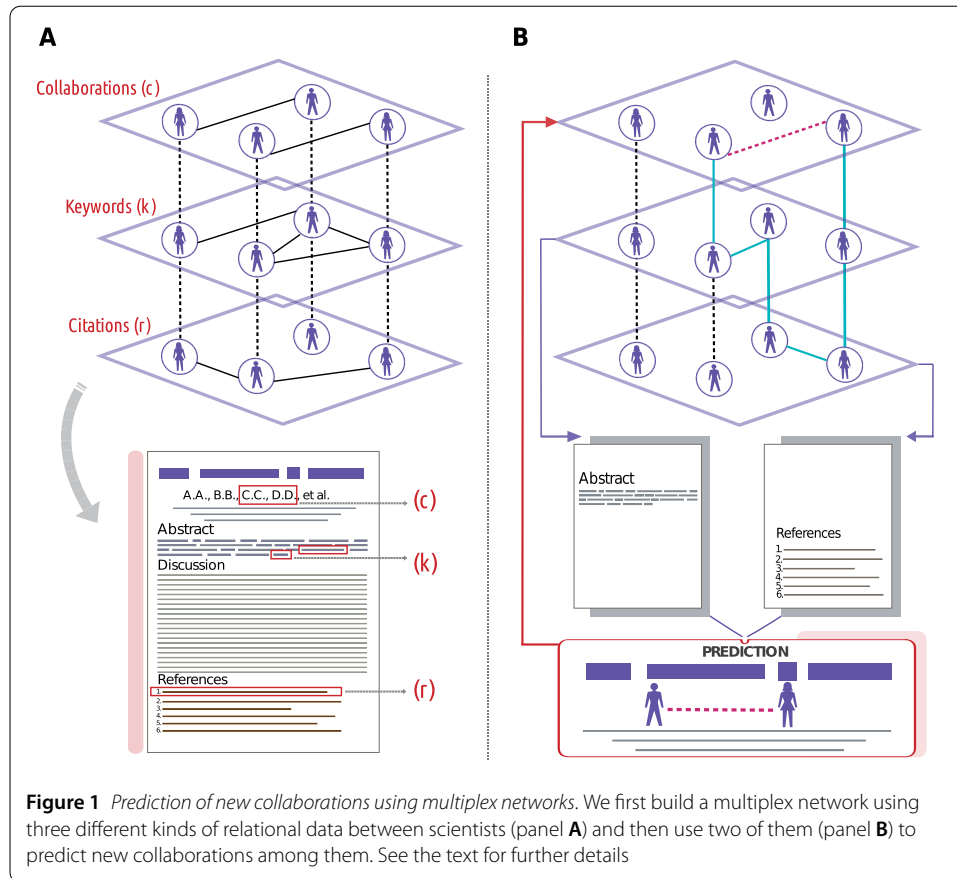 A
B
Collaborations (c)
Keywords (k)
Citations (r)
A.A., B.B., C.C., D.D., et al.
(c)
Abstract
(k)
Discussion
References
1.
2.
3.
4.
5.
6.
(r)
Abstract
References
1.
2.
3.
4.
5.
6.
PREDICTION
Figure 1 Prediction of new collaborations using multiplex networks. We first build a multiplex network using
three different kinds of relational data between scientists (panel A) and then use two of them (panel B) to
predict new collaborations among them. See the text for further details